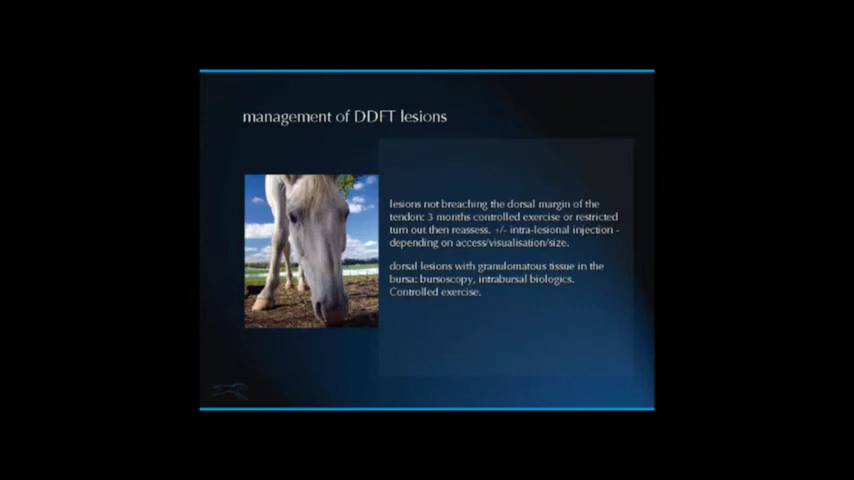 management of DDFT lesions
lesions not breaching the dorsal margin of the
tendon: 3 months controlled exercise or restricted
turn out then reassess. +/- intra-lesional injection -
depending on access/visualisation/size.
dorsal lesions with granulomatous tissue in the
bursa: bursoscopy, intrabursal biologics.
Controlled exercise.